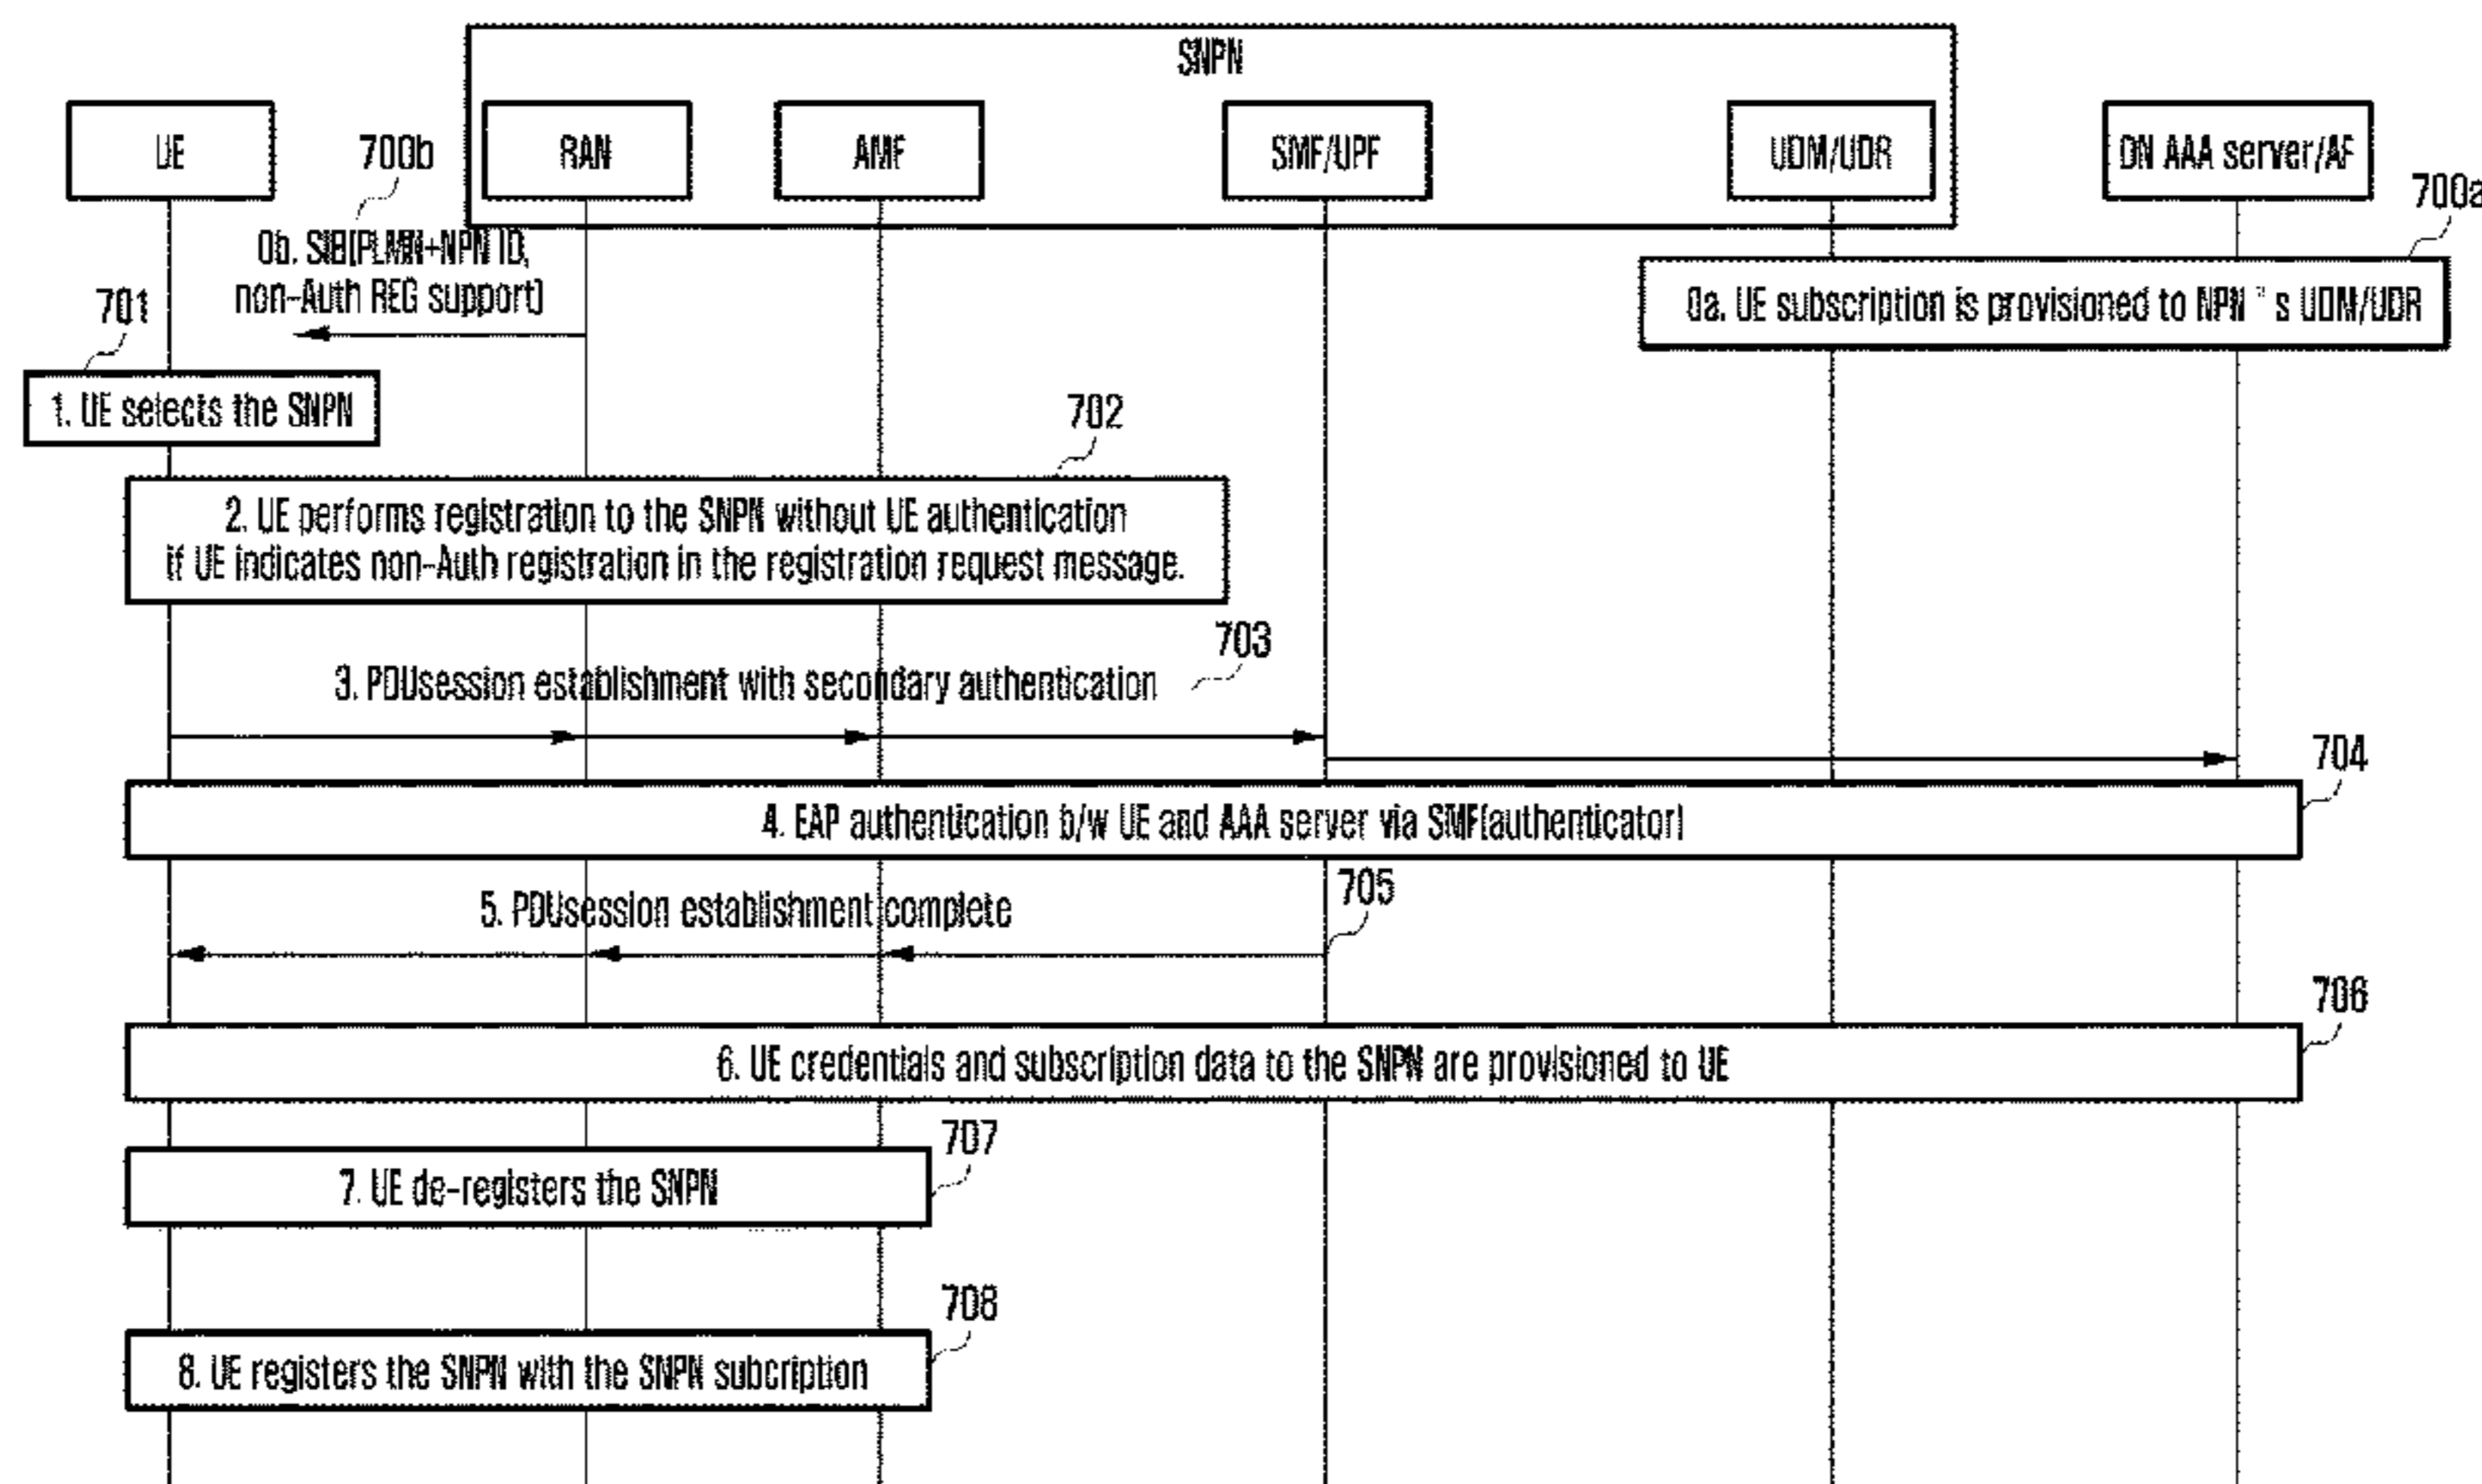 SNPN
UE
700b
RAN
AMF
SMF/UPF
UDM/UDR
DN AAA server/AF
700a
0b. SIB(PLMN+NPN ID,
non-Auth REG support)
0a. UE subscription is provisioned to NPN " s UDM/UDR
701
1. UE selects the SNPN
702
2. UE performs registration to the SNPN without UE authentication
if UE indicates non-Auth registration in the registration request message.
703
3. PDUsession establishment with secondary authentication
704
4. EAP authentication b/w UE and AAA server via SMF(authenticator)
705
5. PDUsession establishment complete
706
6. UE credentials and subscription data to the SNPN are provisioned to UE
707
7. UE de-registers the SNPN
708
8. UE registers the SNPN with the SNPN subcription